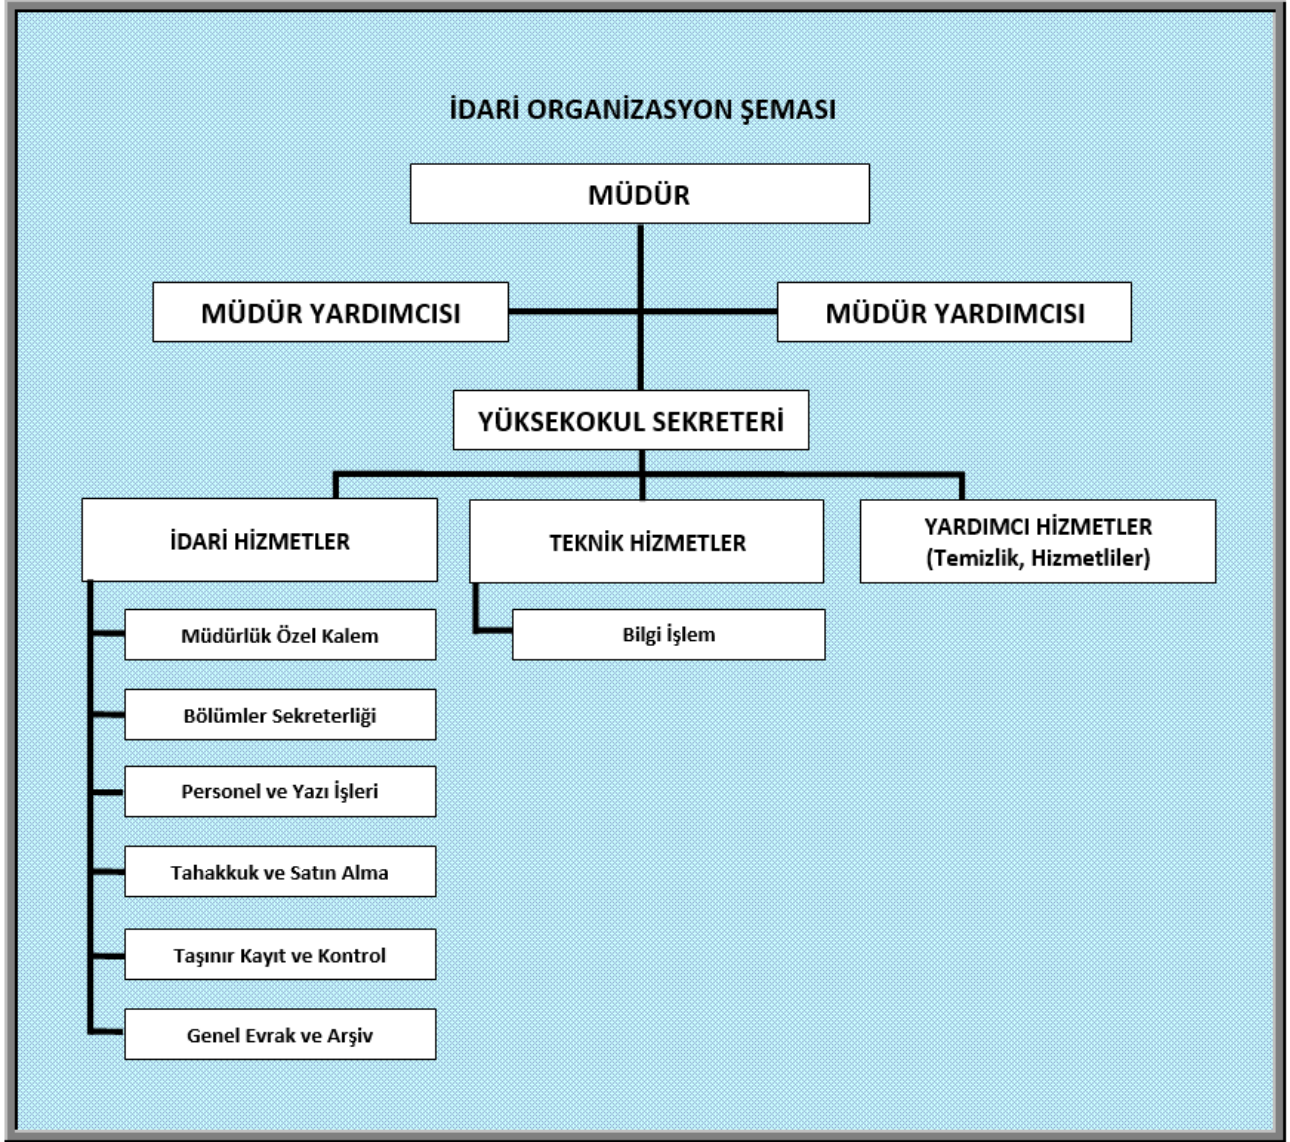 İDARİ ORGANİZASYON ŞEMASI
MÜDÜR
MÜDÜR YARDIMCISI
MÜDÜR YARDIMCISI
YÜKSEKOKUL SEKRETERİ
İDARİ HİZMETLER
TEKNİK HİZMETLER
YARDIMCI HİZMETLER
(Temizlik, Hizmetliler)
Müdürlük Özel Kalem
Bilgi İşlem
Bölümler Sekreterliği
Personel ve Yazı İşleri
Tahakkuk ve Satın Alma
Taşınır Kayıt ve Kontrol
Genel Evrak ve Arşiv